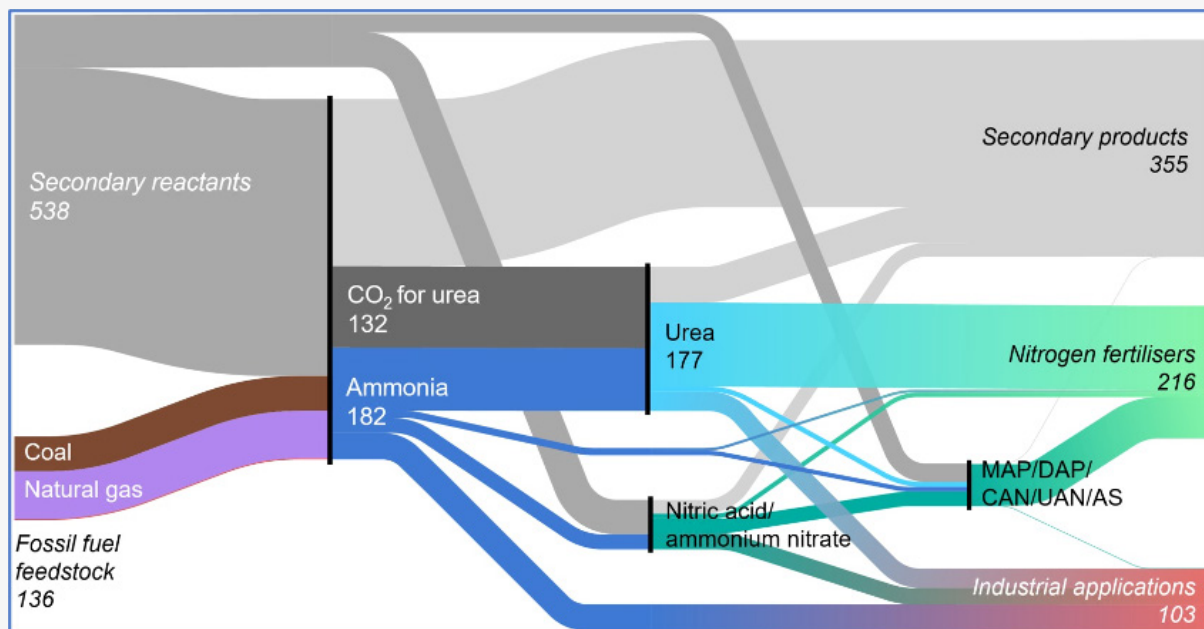 Secondary reactants
538
Coal
Natural gas
Fossil fuel
feedstock
136
CO₂ for urea
132
Ammonia
182
Urea
177
Nitric acid/
ammonium nitrate
MAP/DAP/
CAN/UAN/AS
Secondary products
355
Nitrogen fertilisers
216
Industrial applications
103